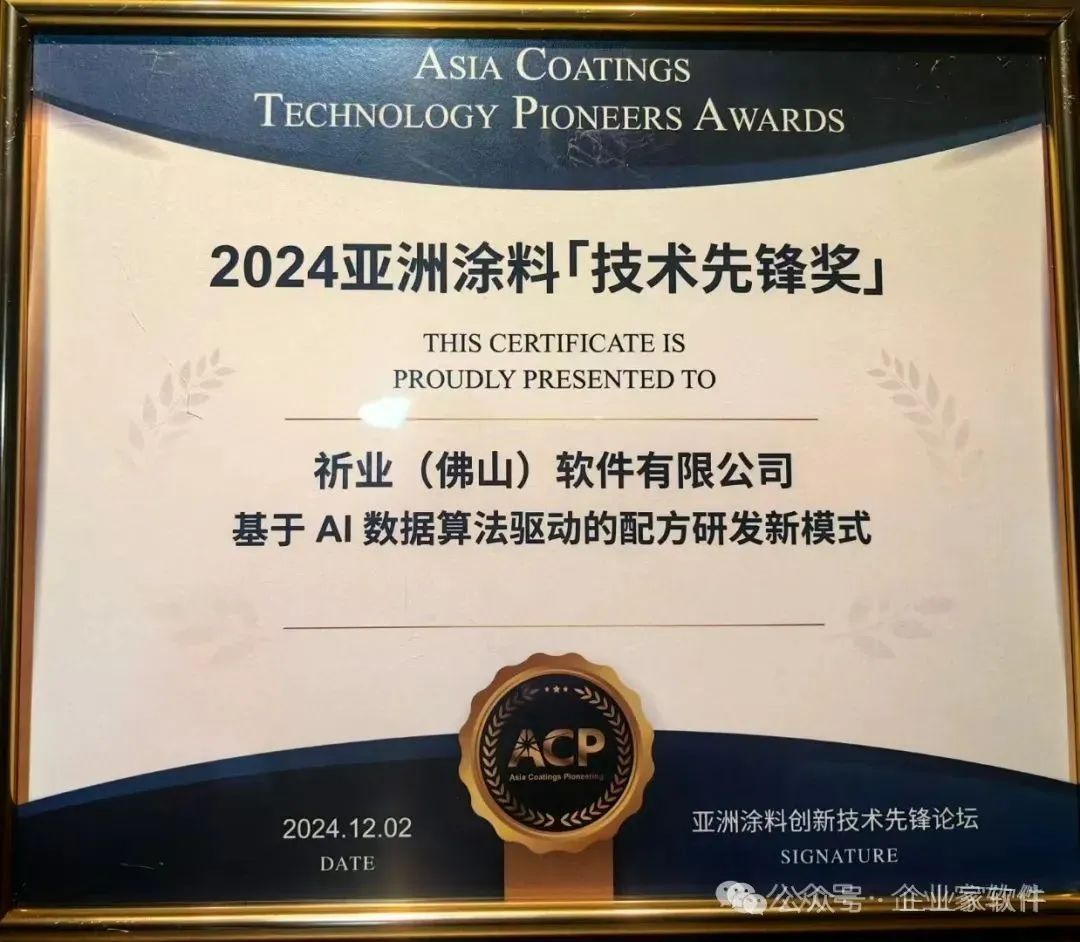 ASIA COATINGS
TECHNOLOGY PIONEERS AWARDS
2024亚洲涂料「技术先锋奖」
THIS CERTIFICATE IS
PROUDLY PRESENTED TO
祈业（佛山）软件有限公司
基于 AI 数据算法驱动的配方研发新模式
ACP
Asia Coatings Pioneering
2024.12.02
DATE
亚洲涂料创新技术先锋论坛
SIGNATURE
公众号 · 企业家软件